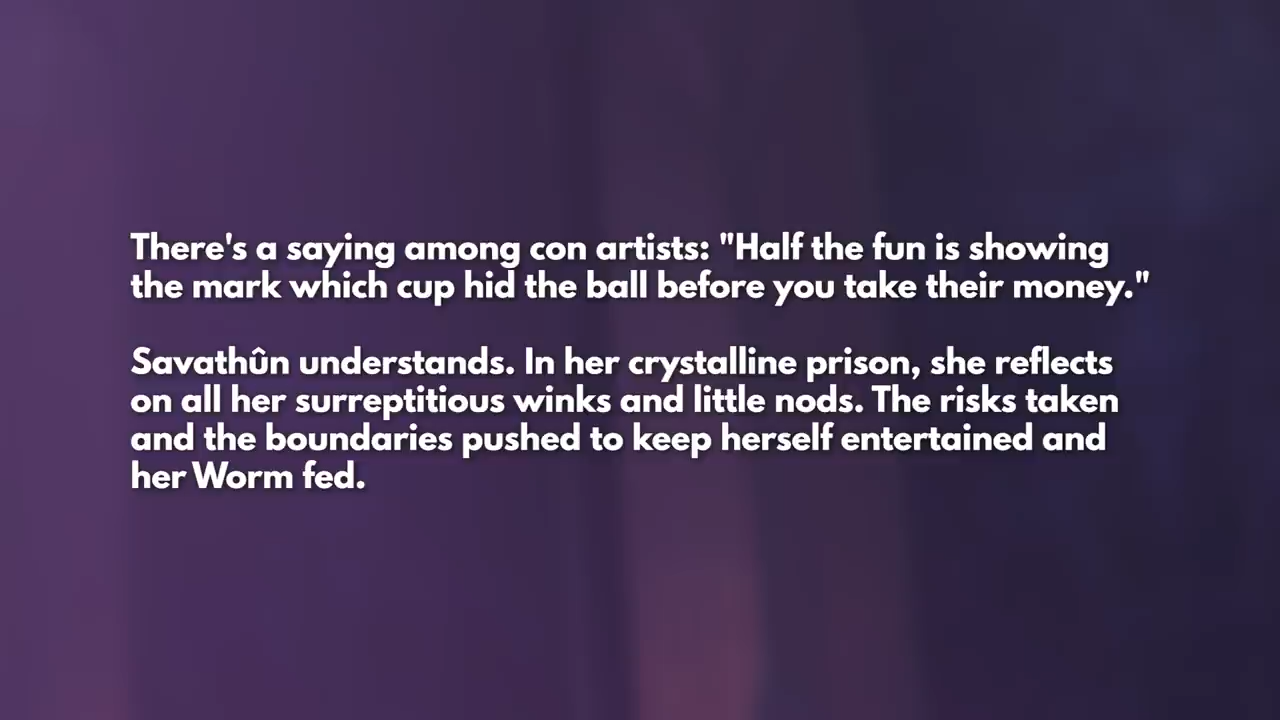 There's a saying among con artists: "Half the fun is showing
the mark which cup hid the ball before you take their money."
Savathûn understands. In her crystalline prison, she reflects
on all her surreptitious winks and little nods. The risks taken
and the boundaries pushed to keep herself entertained and
her Worm fed.